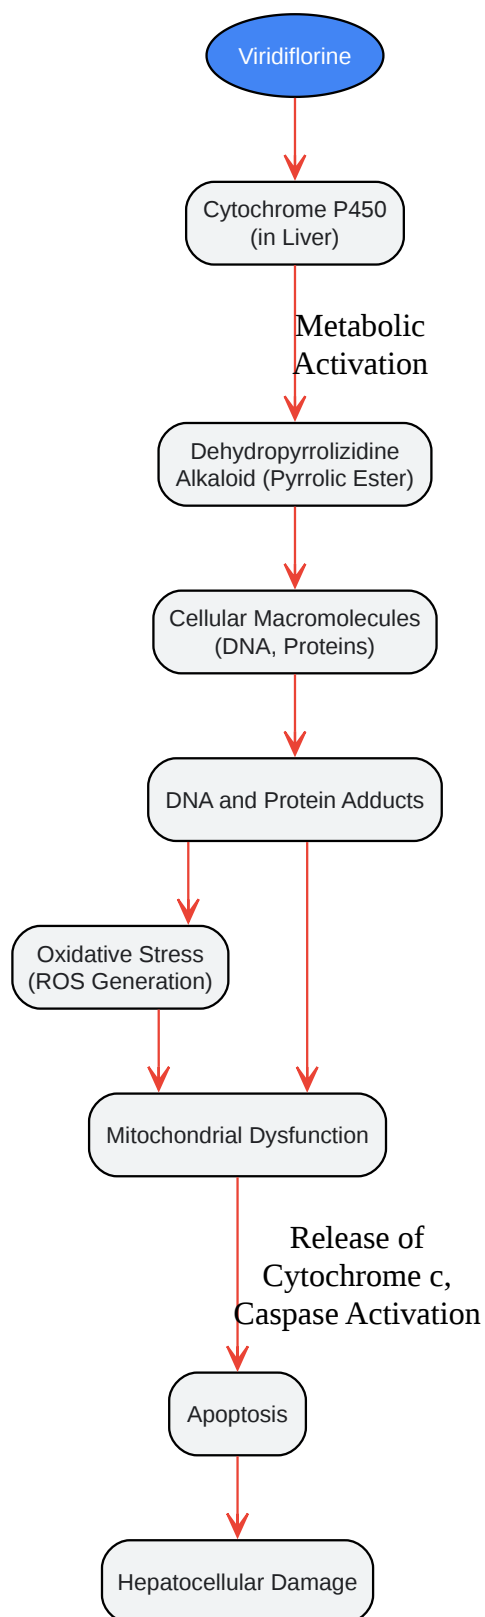 Viridiflorine
Cytochrome P450
(in Liver)
Metabolic
Activation
Dehydropyrrolizidine
Alkaloid (Pyrrolic Ester)
Cellular Macromolecules
(DNA, Proteins)
DNA and Protein Adducts
Oxidative Stress
(ROS Generation)
Mitochondrial Dysfunction
Release of
Cytochrome c,
Caspase Activation
Apoptosis
Hepatocellular Damage